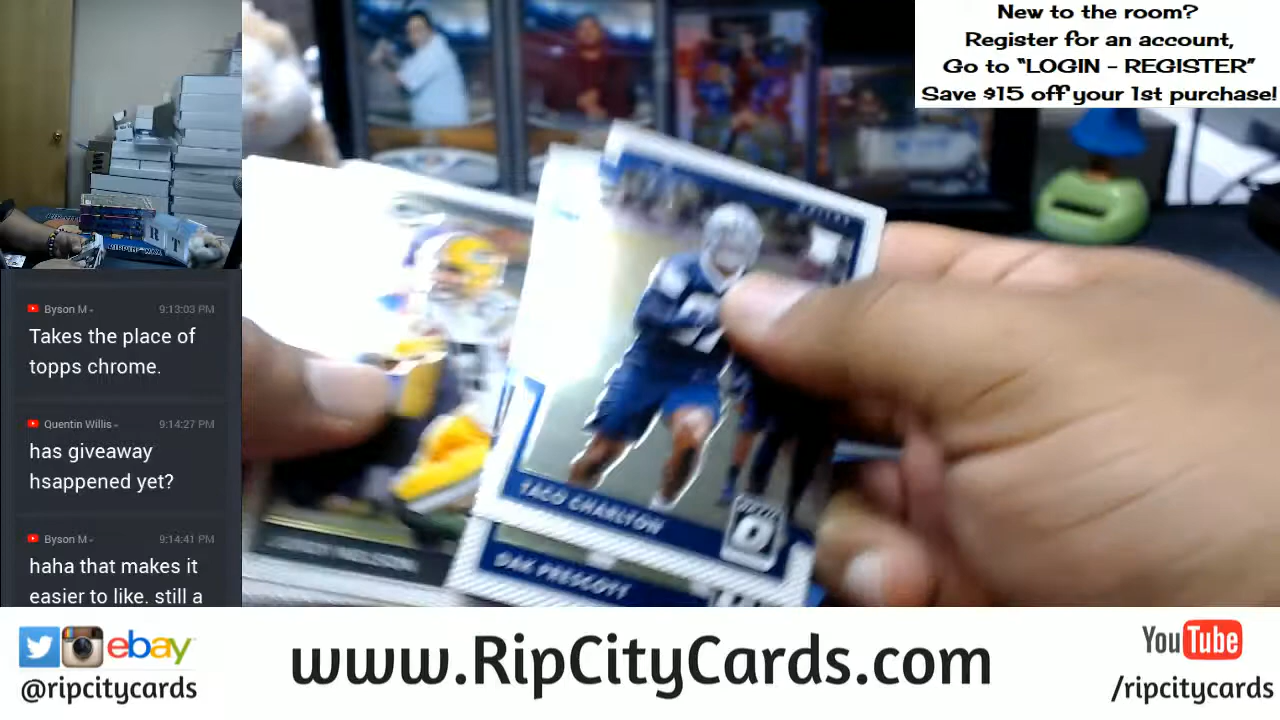 New to the room?
Register for an account,
Go to "LOGIN - REGISTER"
Save $15 off your 1st purchase!
Byson M
9:13:03 PM
Takes the place of
topps chrome.
Quentin Willis
9:14:27 PM
has giveaway
hsappened yet?
Byson M
9:14:41 PM
haha that makes it
easier to like. still a
TACO CHARLTON
DAK PRESCOTT
ebay
@ripcitycards
www.RipCityCards.com
YouTube
/ripcitycards